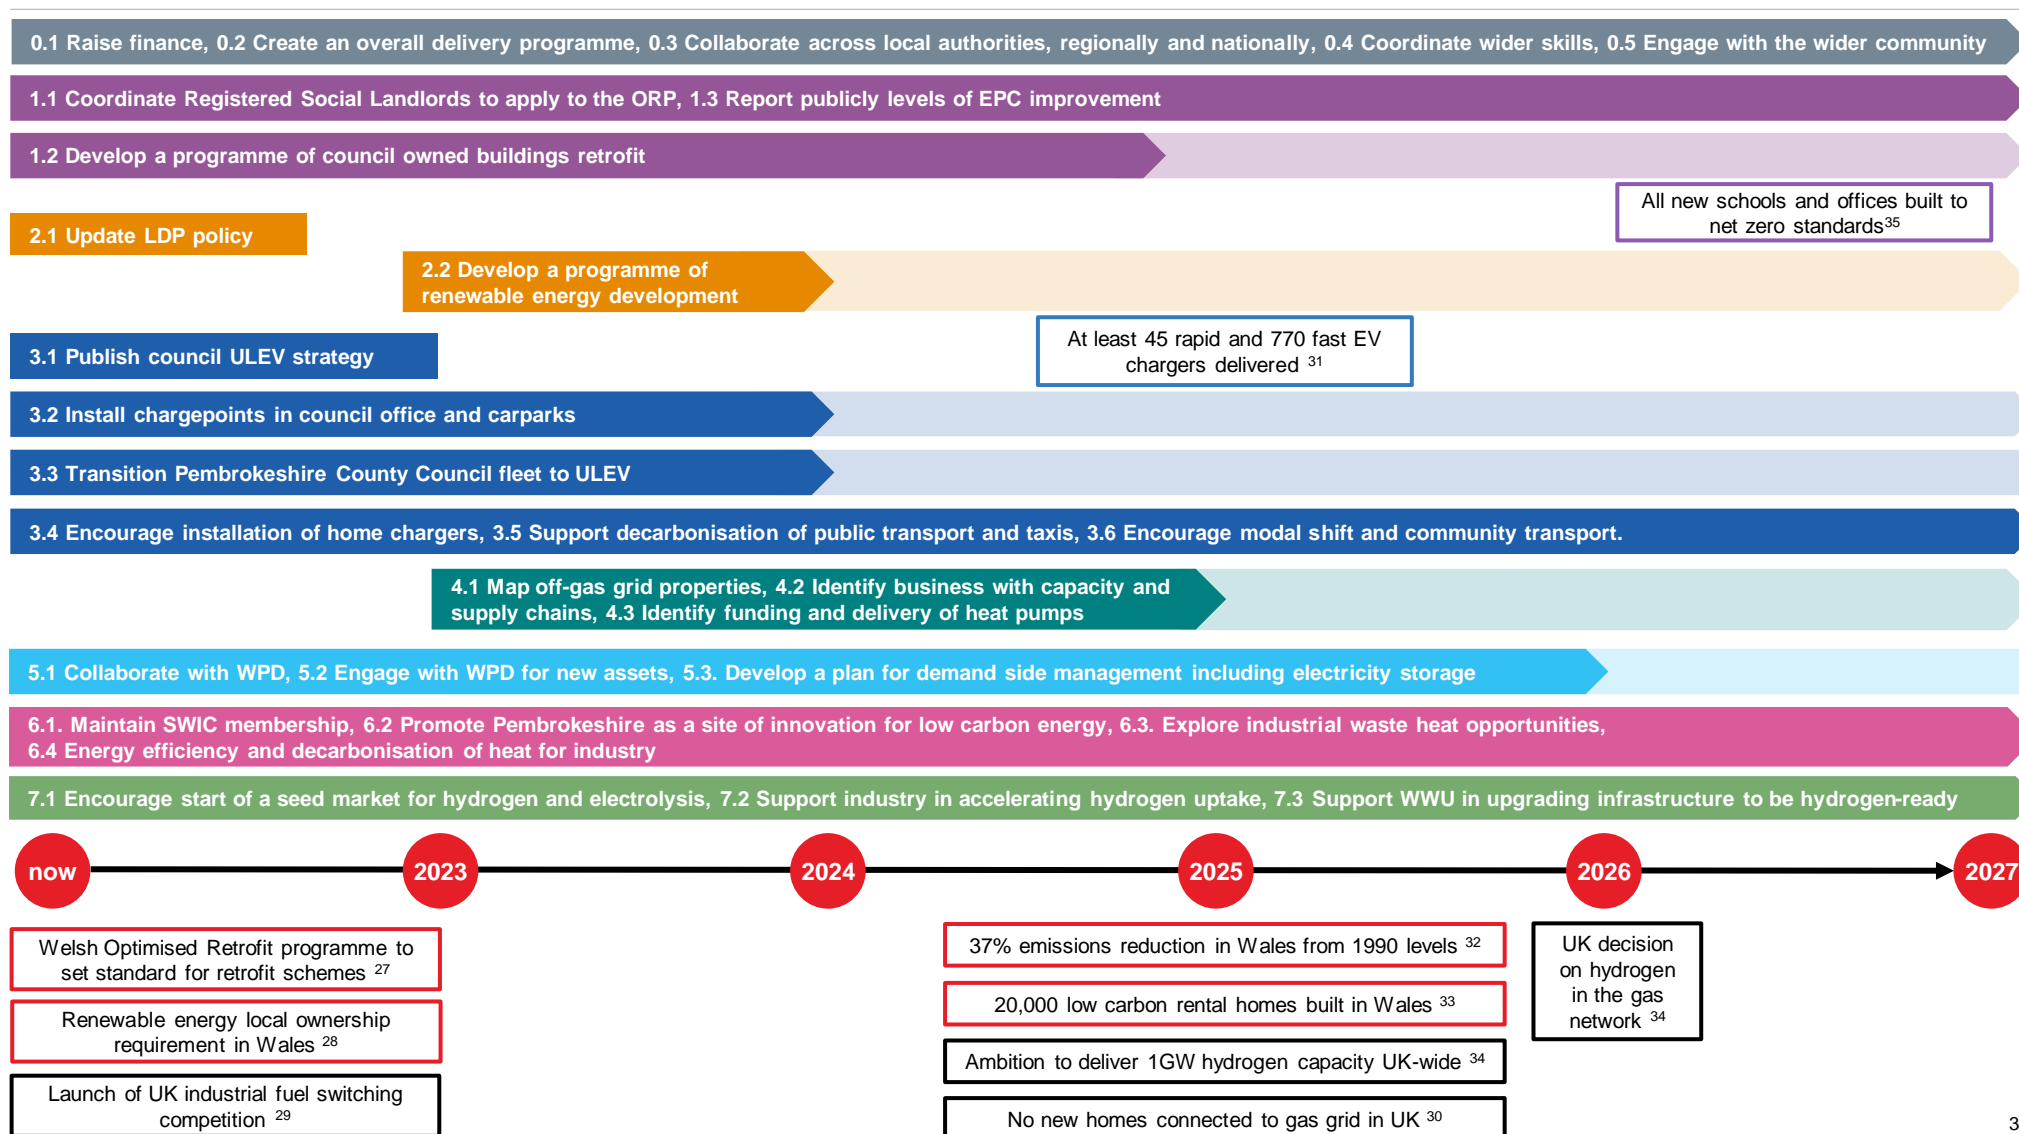 0.1 Raise finance, 0.2 Create an overall delivery programme, 0.3 Collaborate across local authorities, regionally and nationally, 0.4 Coordinate wider skills, 0.5 Engage with the wider community
1.1 Coordinate Registered Social Landlords to apply to the ORP, 1.3 Report publicly levels of EPC improvement
1.2 Develop a programme of council owned buildings retrofit
All new schools and offices built to
net zero standards³⁵
2.1 Update LDP policy
2.2 Develop a programme of
renewable energy development
At least 45 rapid and 770 fast EV
chargers delivered ³¹
3.1 Publish council ULEV strategy
3.2 Install chargepoints in council office and carparks
3.3 Transition Pembrokeshire County Council fleet to ULEV
3.4 Encourage installation of home chargers, 3.5 Support decarbonisation of public transport and taxis, 3.6 Encourage modal shift and community transport.
4.1 Map off-gas grid properties, 4.2 Identify business with capacity and
supply chains, 4.3 Identify funding and delivery of heat pumps
5.1 Collaborate with WPD, 5.2 Engage with WPD for new assets, 5.3. Develop a plan for demand side management including electricity storage
6.1. Maintain SWIC membership, 6.2 Promote Pembrokeshire as a site of innovation for low carbon energy, 6.3. Explore industrial waste heat opportunities,
6.4 Energy efficiency and decarbonisation of heat for industry
7.1 Encourage start of a seed market for hydrogen and electrolysis, 7.2 Support industry in accelerating hydrogen uptake, 7.3 Support WWU in upgrading infrastructure to be hydrogen-ready
now 2023 2024 2025 2026 2027
Welsh Optimised Retrofit programme to
set standard for retrofit schemes ²⁷
Renewable energy local ownership
requirement in Wales ²⁸
Launch of UK industrial fuel switching
competition ²⁹
37% emissions reduction in Wales from 1990 levels ³²
20,000 low carbon rental homes built in Wales ³³
Ambition to deliver 1GW hydrogen capacity UK-wide ³⁴
No new homes connected to gas grid in UK ³⁰
UK decision
on hydrogen
in the gas
network ³⁴
3